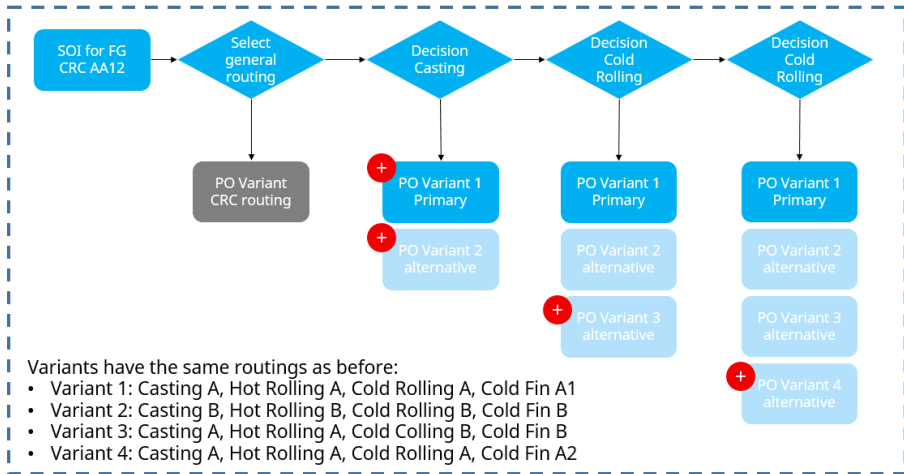 SOI for FG
CRC AA12
Select
general
routing
Decision
Casting
Decision
Cold
Rolling
Decision
Cold
Rolling
PO Variant
CRC routing
+
PO Variant 1
Primary
+
PO Variant 2
alternative
PO Variant 1
Primary
PO Variant 2
alternative
+
PO Variant 3
alternative
PO Variant 1
Primary
PO Variant 2
alternative
PO Variant 3
alternative
+
PO Variant 4
alternative
Variants have the same routings as before:
• Variant 1: Casting A, Hot Rolling A, Cold Rolling A, Cold Fin A1
• Variant 2: Casting B, Hot Rolling B, Cold Rolling B, Cold Fin B
• Variant 3: Casting A, Hot Rolling A, Cold Colling B, Cold Fin B
• Variant 4: Casting A, Hot Rolling A, Cold Rolling A, Cold Fin A2